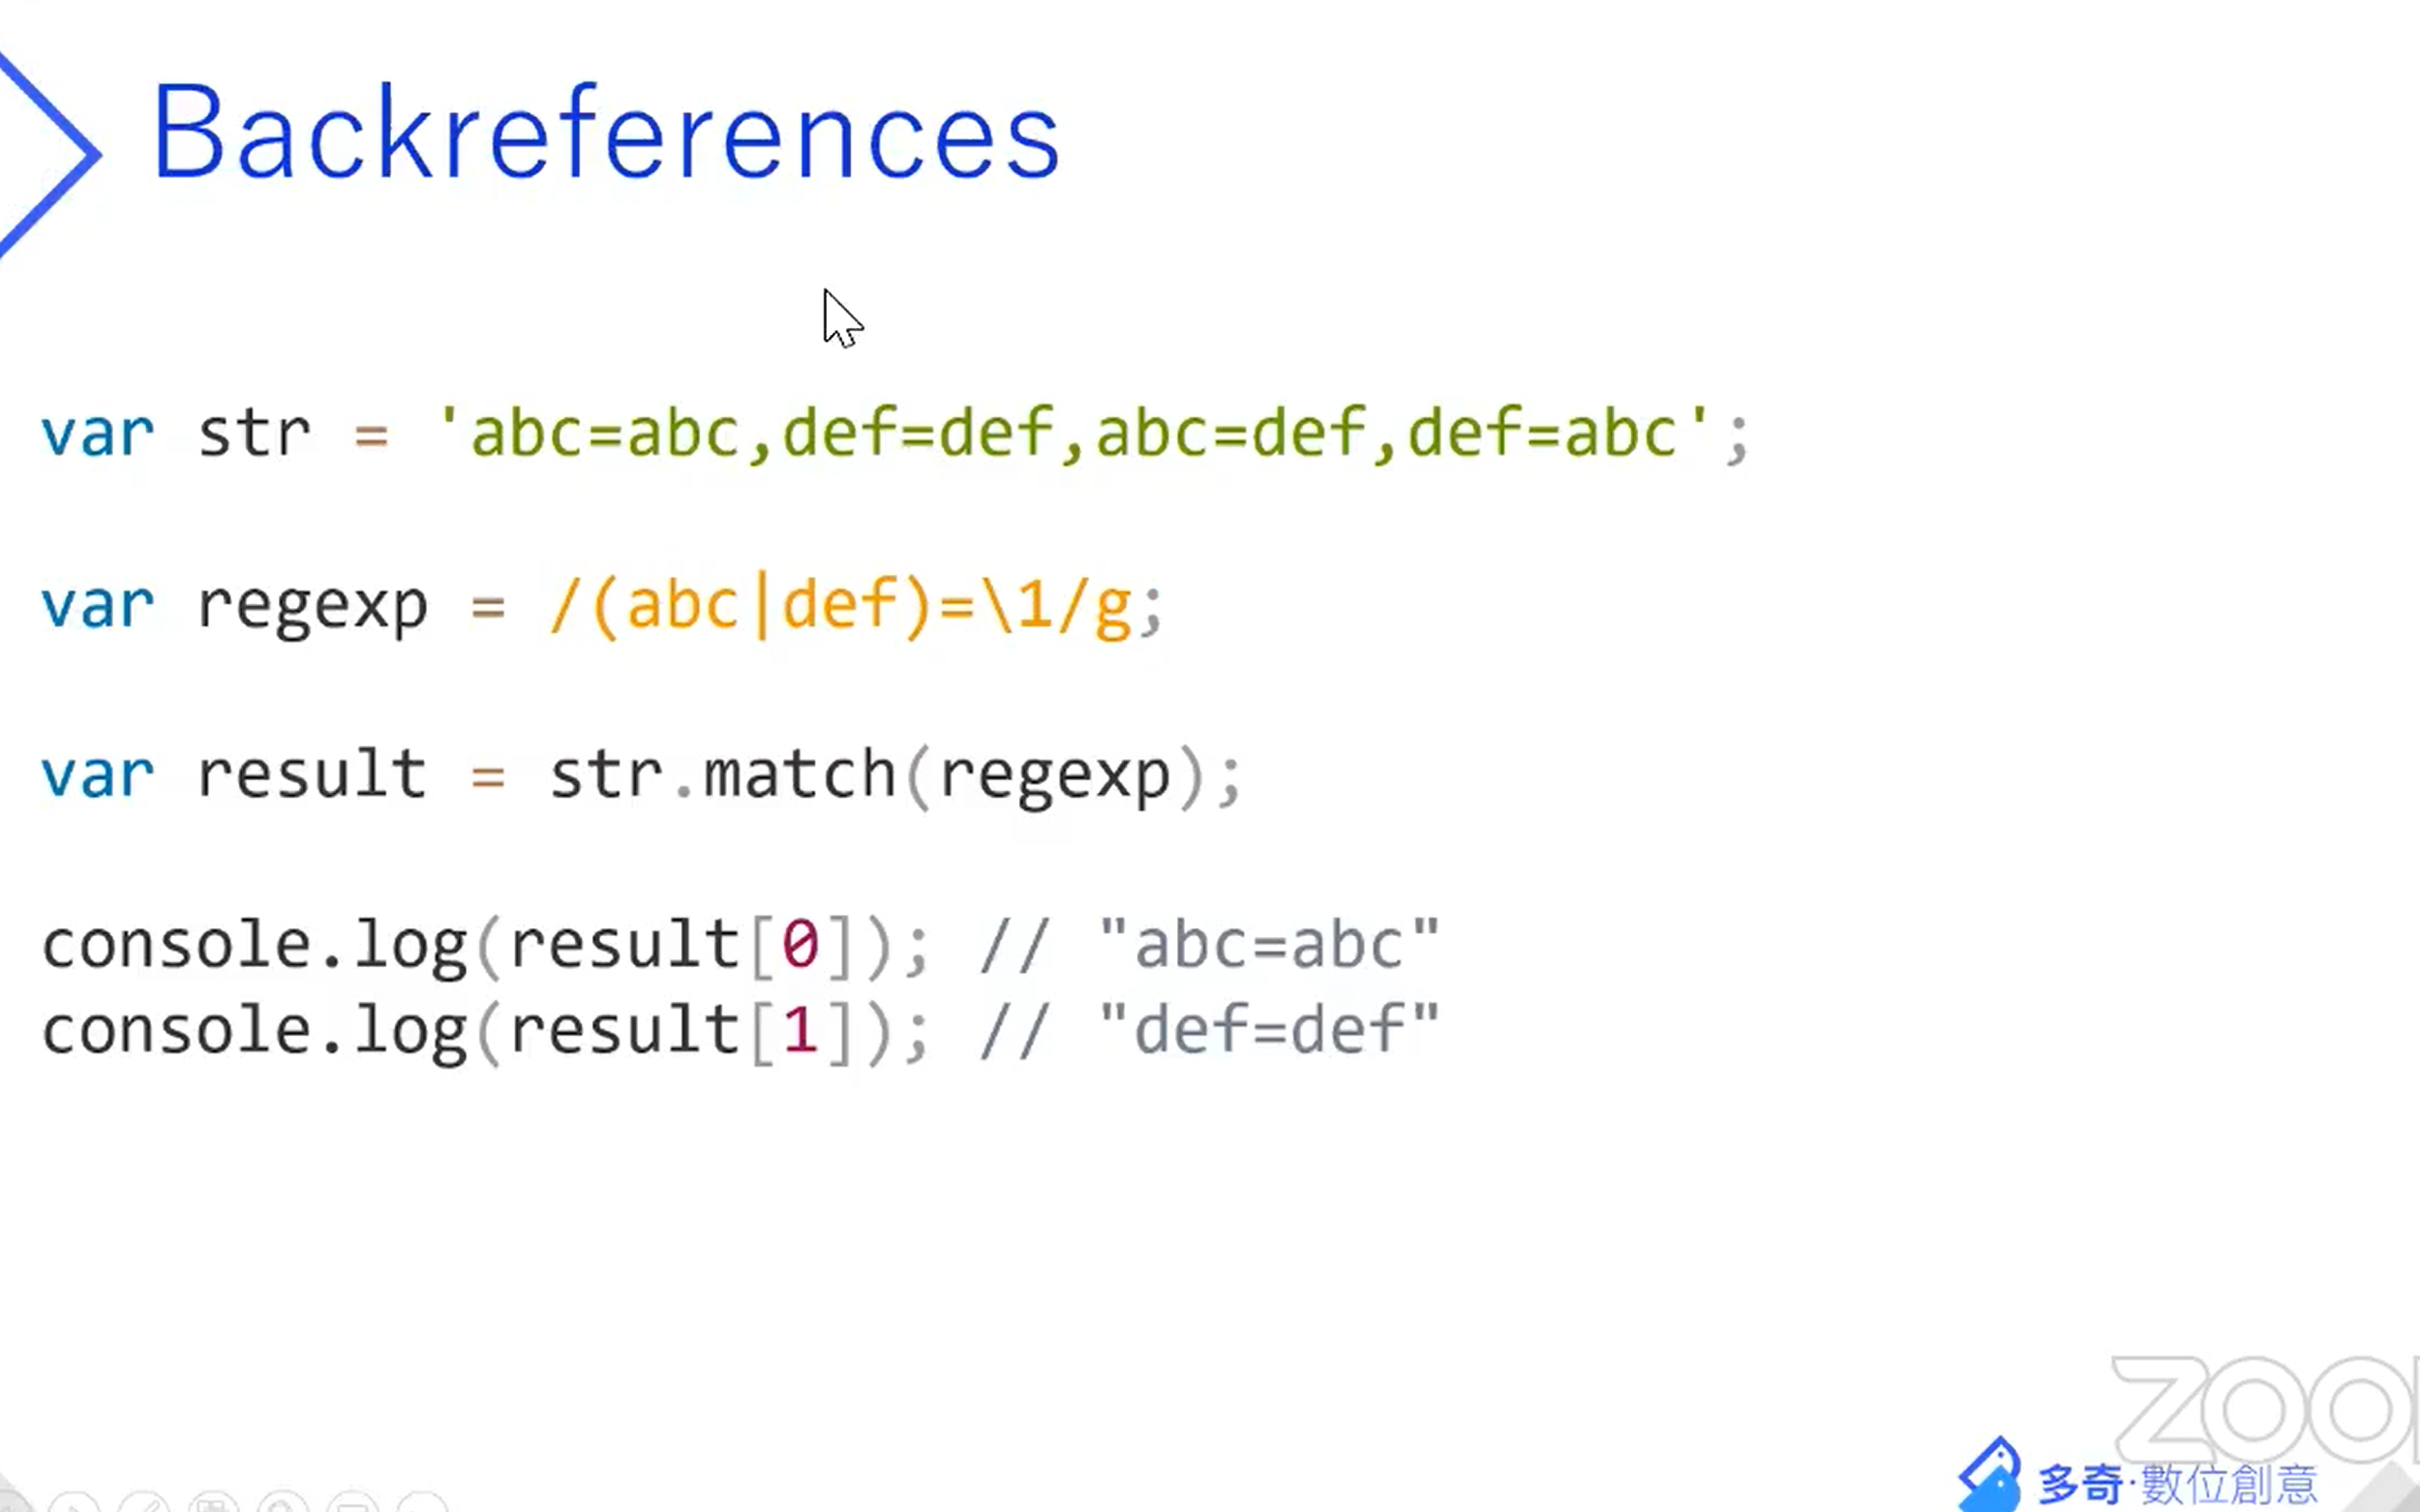 Backreferences
var str = 'abc=abc,def=def,abc=def,def=abc';
var regexp = /(abc|def)=\1/g;
var result = str.match(regexp);
console.log(result[0]); // "abc=abc"
console.log(result[1]); // "def=def"
zoo
多奇·數位創意